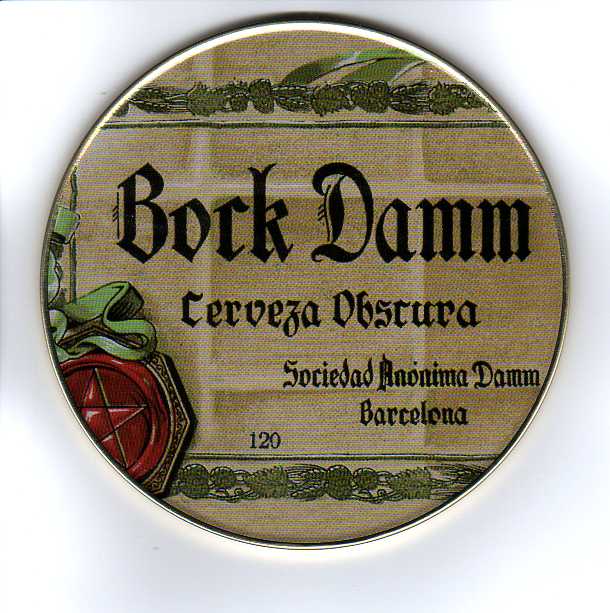 Bock Damm
Cerveza Obscura
Sociedad Anónima Damm
Barcelona
120